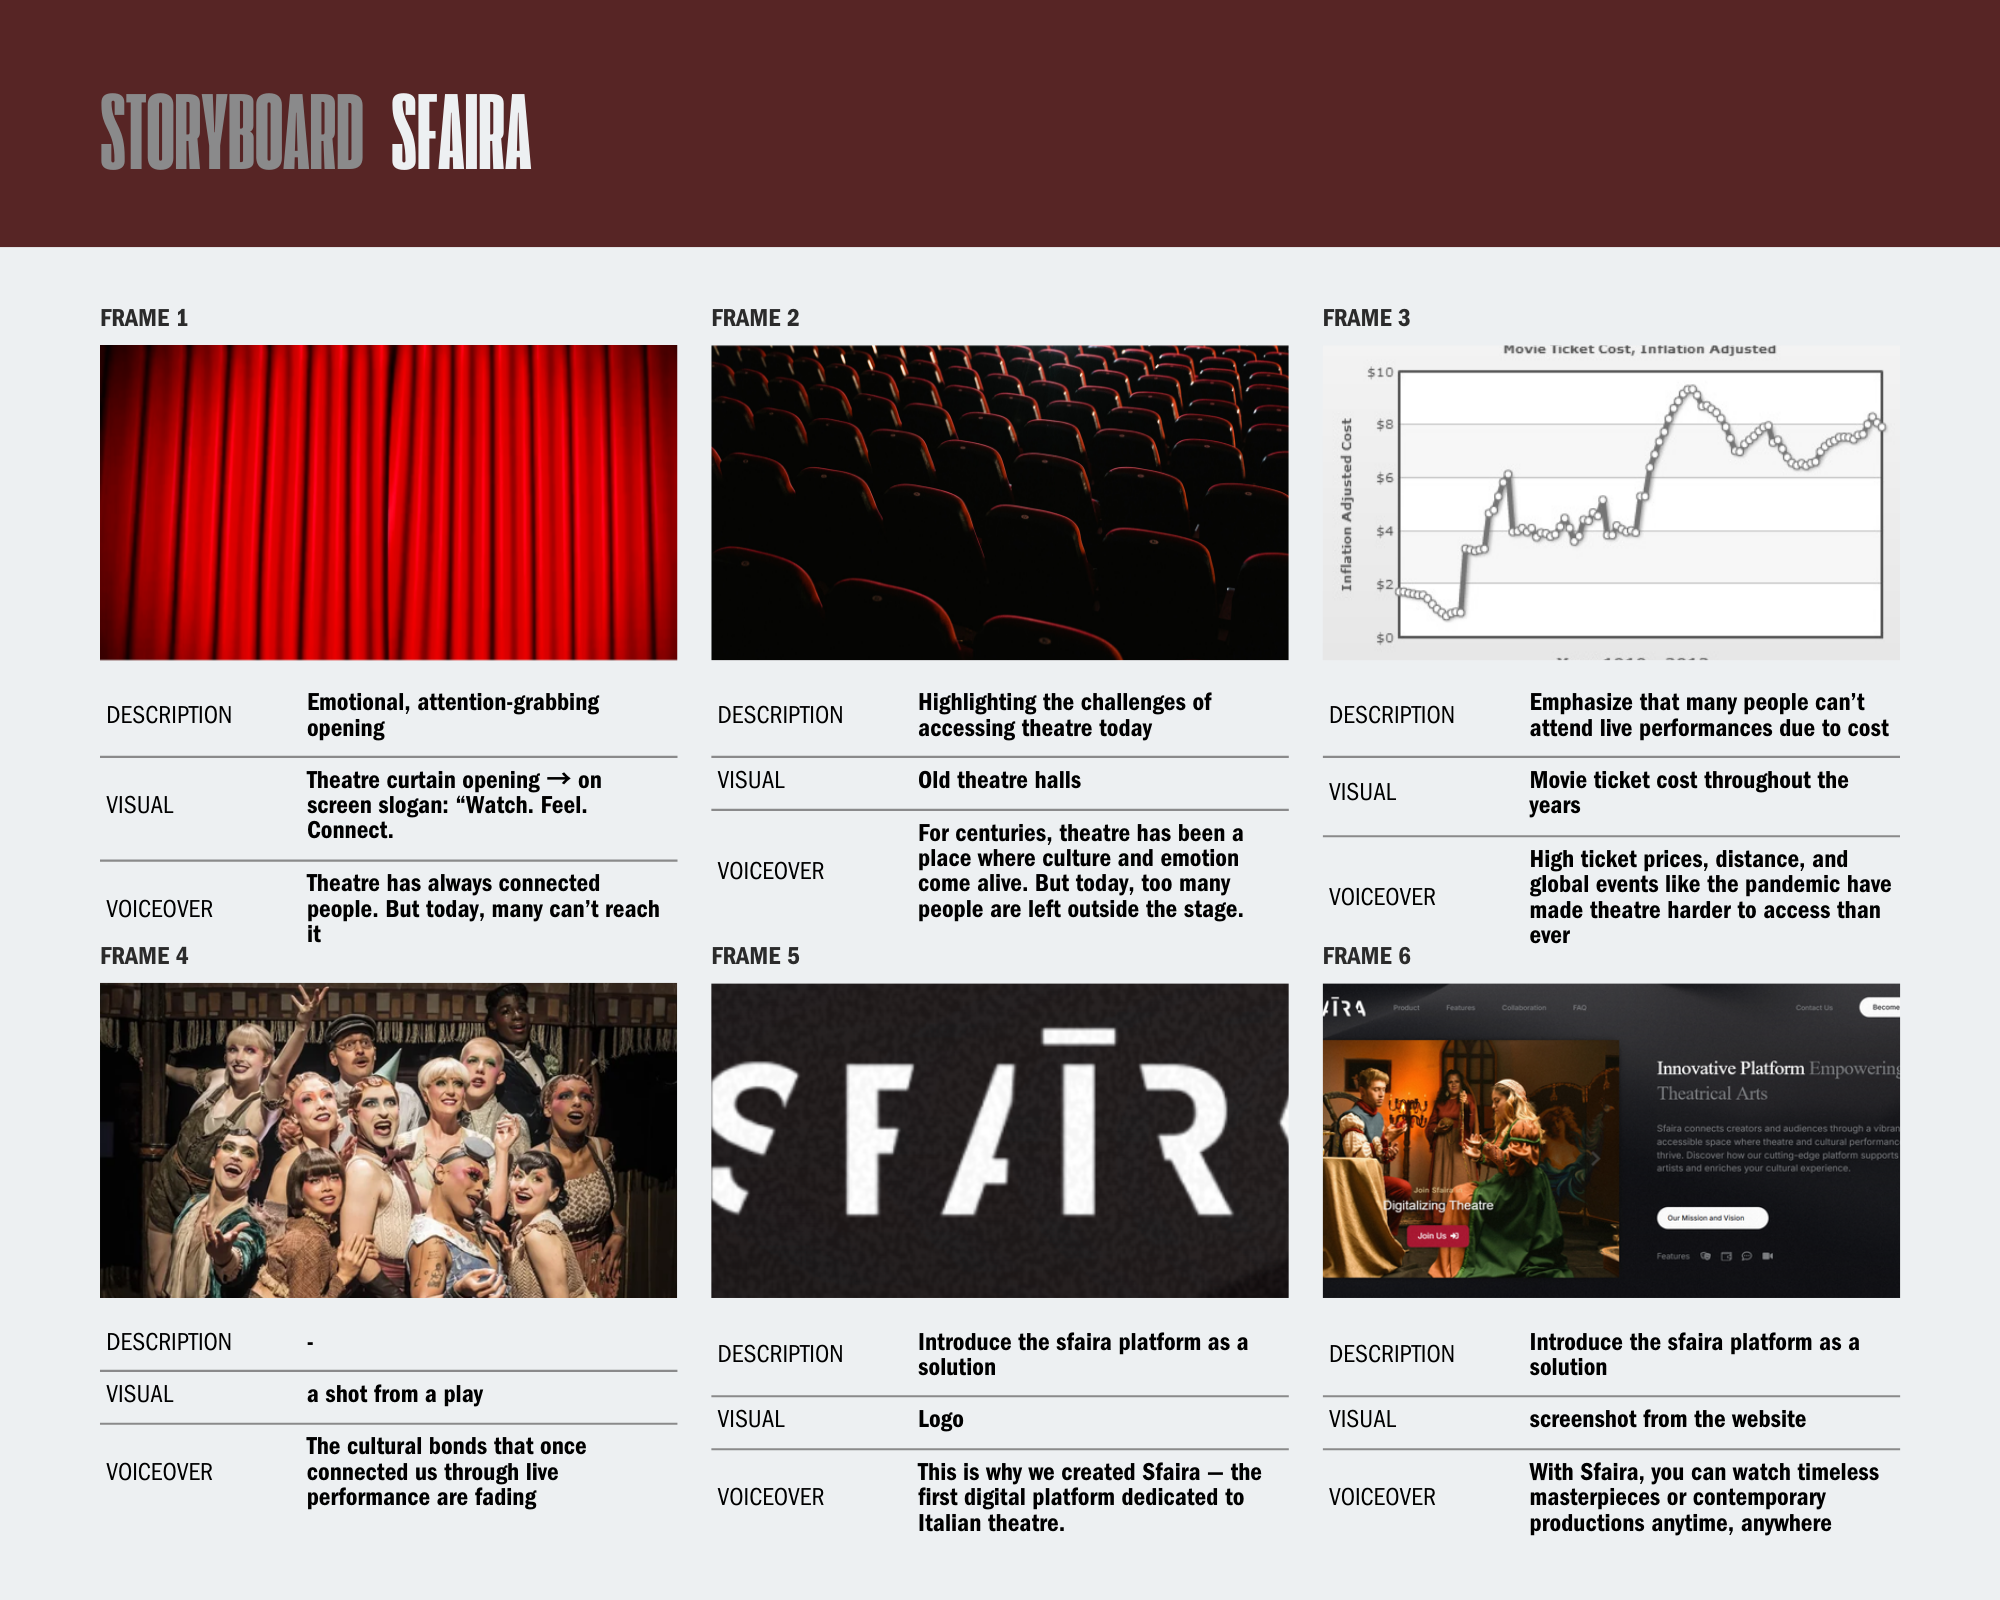 STORYBOARD SFAIRA
FRAME 1
DESCRIPTION
Emotional, attention-grabbing
opening
VISUAL
Theatre curtain opening → on
screen slogan: “Watch. Feel.
Connect.
VOICEOVER
Theatre has always connected
people. But today, many can’t reach
it
FRAME 2
DESCRIPTION
Highlighting the challenges of
accessing theatre today
VISUAL
Old theatre halls
VOICEOVER
For centuries, theatre has been a
place where culture and emotion
come alive. But today, too many
people are left outside the stage.
FRAME 3
Movie Ticket Cost, Inflation Adjusted
Inflation Adjusted Cost
$10
$8
$6
$4
$2
$0
DESCRIPTION
Emphasize that many people can’t
attend live performances due to cost
VISUAL
Movie ticket cost throughout the
years
VOICEOVER
High ticket prices, distance, and
global events like the pandemic have
made theatre harder to access than
ever
FRAME 4
DESCRIPTION
-
VISUAL
a shot from a play
VOICEOVER
The cultural bonds that once
connected us through live
performance are fading
FRAME 5
SFĀIR
DESCRIPTION
Introduce the sfaira platform as a
solution
VISUAL
Logo
VOICEOVER
This is why we created Sfaira – the
first digital platform dedicated to
Italian theatre.
FRAME 6
Product Features Collaboration FAQ Contact Us Become
Innovative Platform Empowering
Theatrical Arts
Sfaira connects creators and audiences through a vibran
accessible space where theatre and cultural performanc
thrive. Discover how our cutting-edge platform supports
artists and enriches your cultural experience.
Join Sfaira
Digitalizing Theatre
Join Us
Our Mission and Vision
Features
DESCRIPTION
Introduce the sfaira platform as a
solution
VISUAL
screenshot from the website
VOICEOVER
With Sfaira, you can watch timeless
masterpieces or contemporary
productions anytime, anywhere